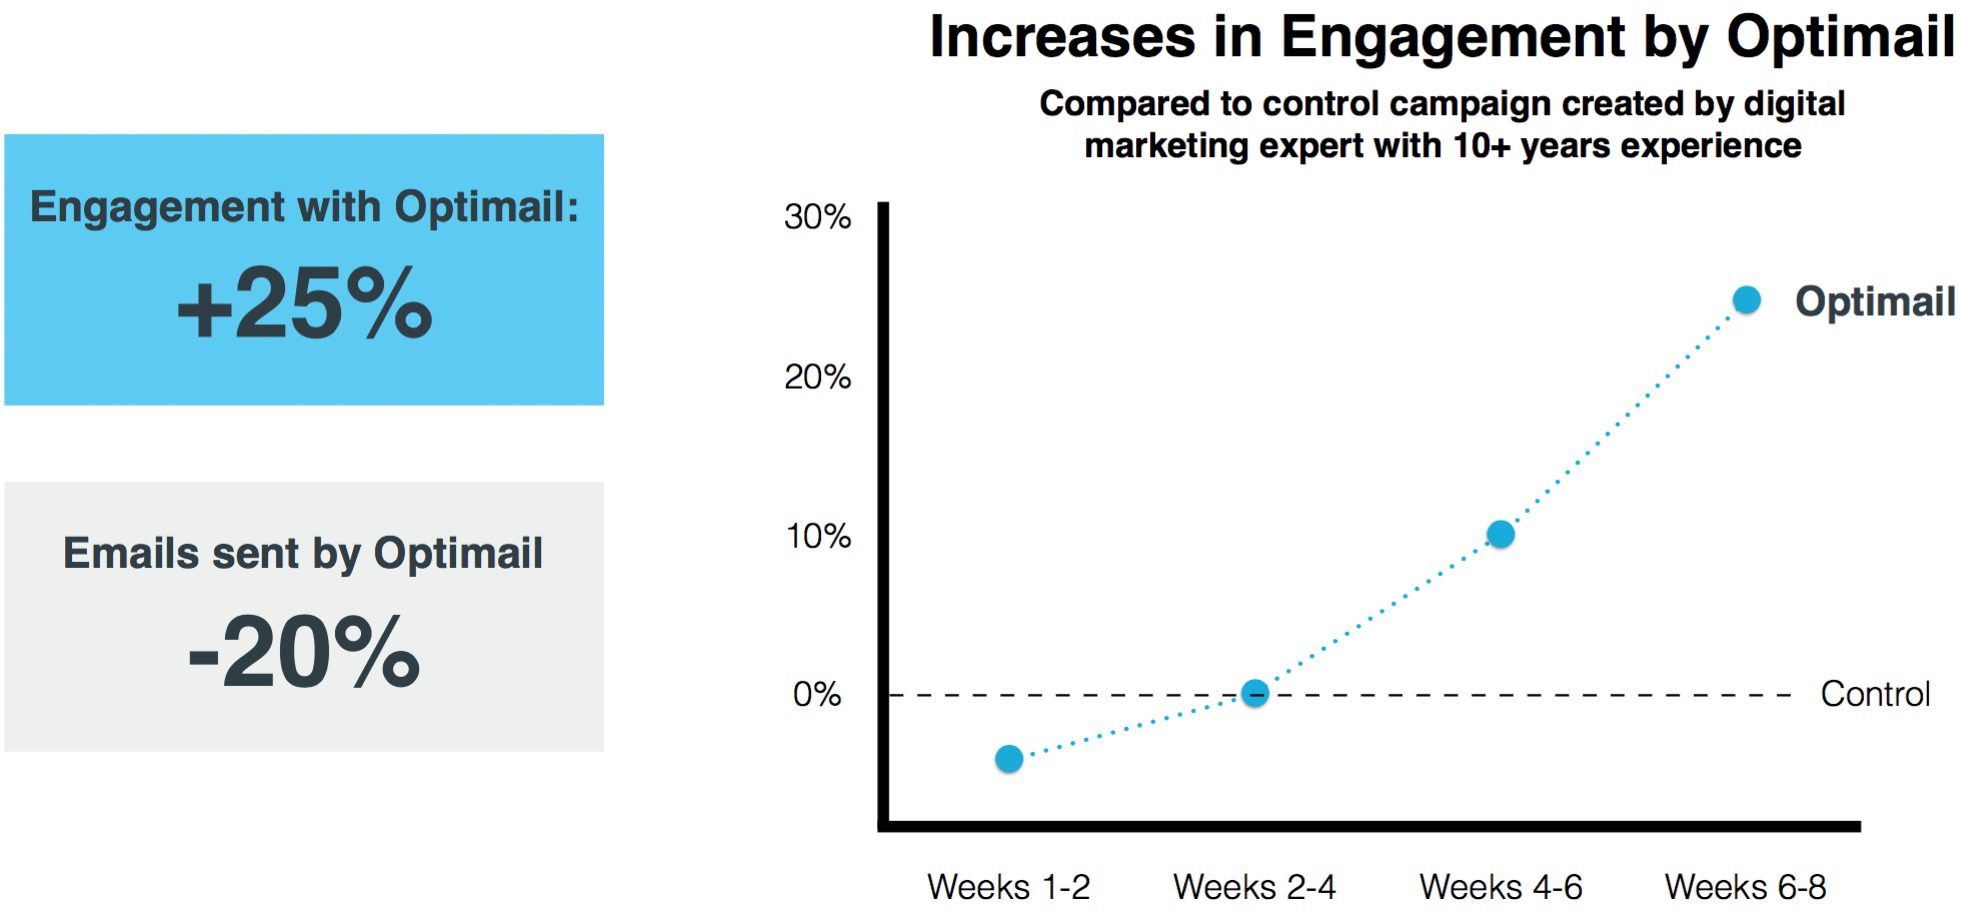 Engagement with Optimail:
+25%
Emails sent by Optimail
-20%
Increases in Engagement by Optimail
Compared to control campaign created by digital
marketing expert with 10+ years experience
30%
20%
10%
0%
Optimail
Control
Weeks 1-2
Weeks 2-4
Weeks 4-6
Weeks 6-8